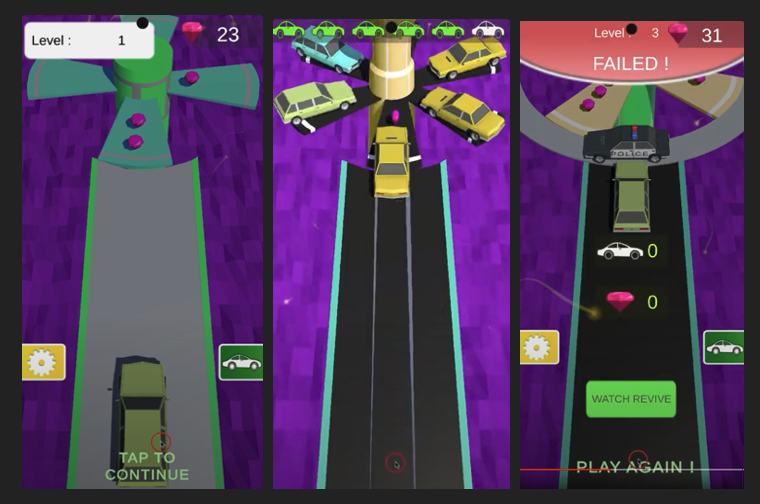 Level : 1
23
TAP TO
CONTINUE
Level : 3
31
FAILED !
POLICE
0
0
WATCH REVIVE
PLAY AGAIN !